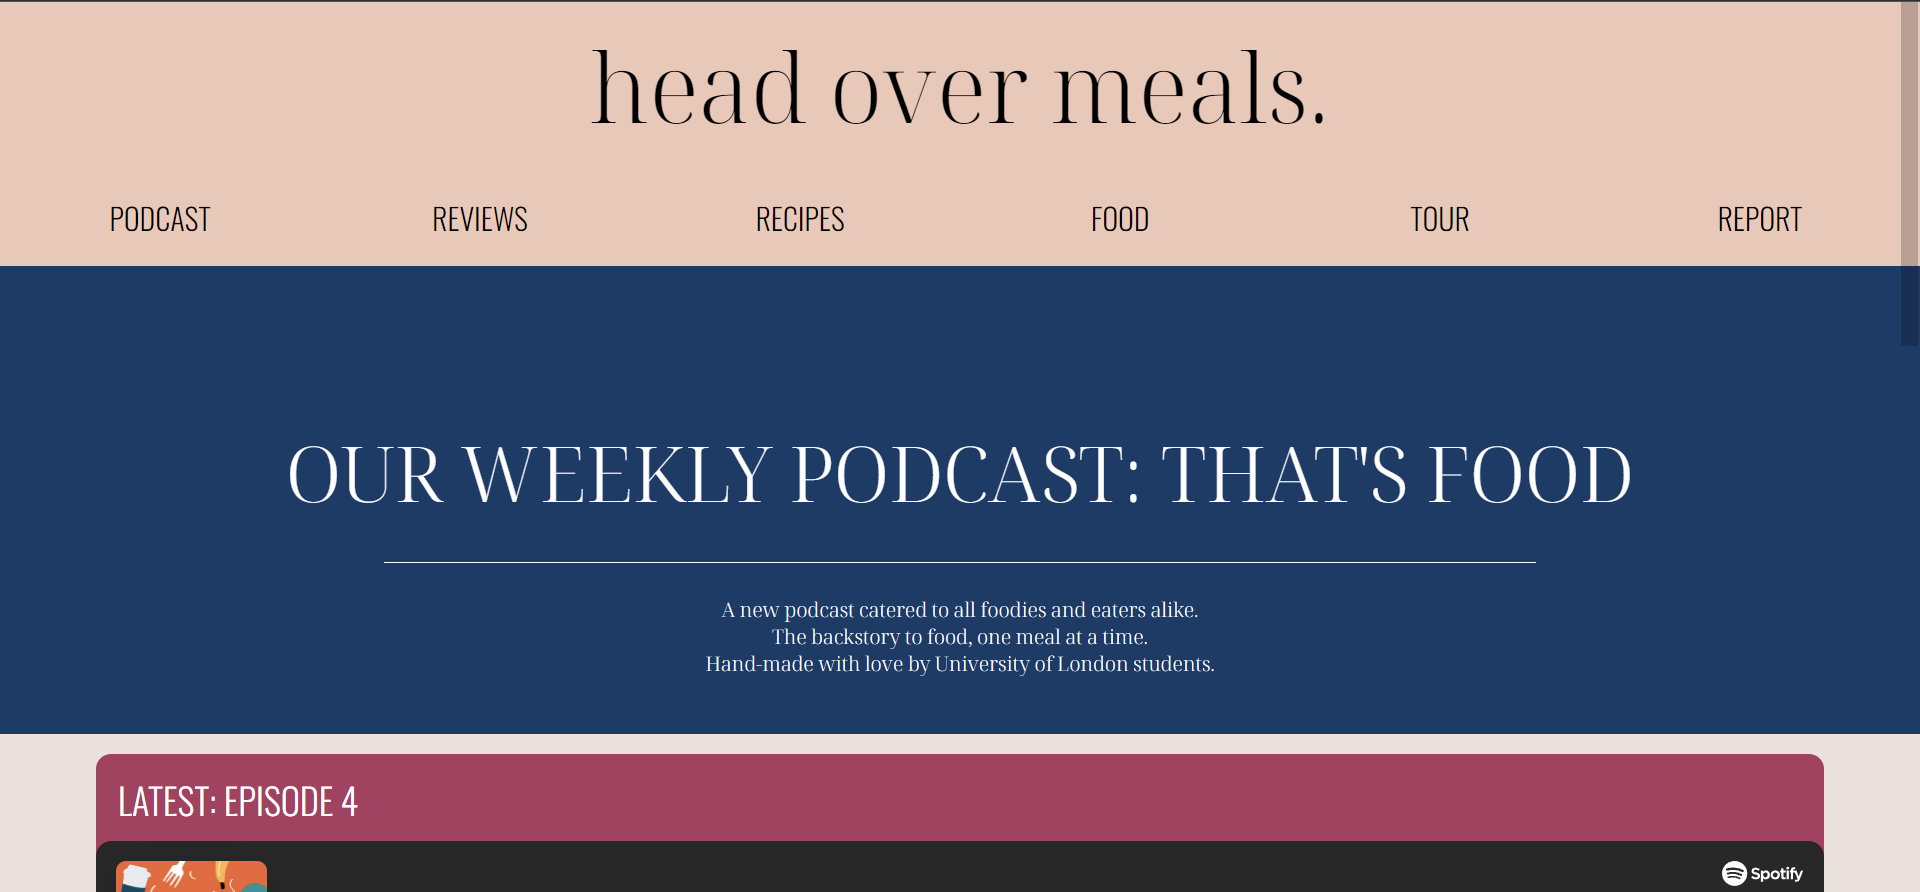 head over meals.
PODCAST REVIEWS RECIPES FOOD TOUR REPORT
OUR WEEKLY PODCAST: THAT'S FOOD
A new podcast catered to all foodies and eaters alike.
The backstory to food, one meal at a time.
Hand-made with love by University of London students.
LATEST: EPISODE 4
Spotify